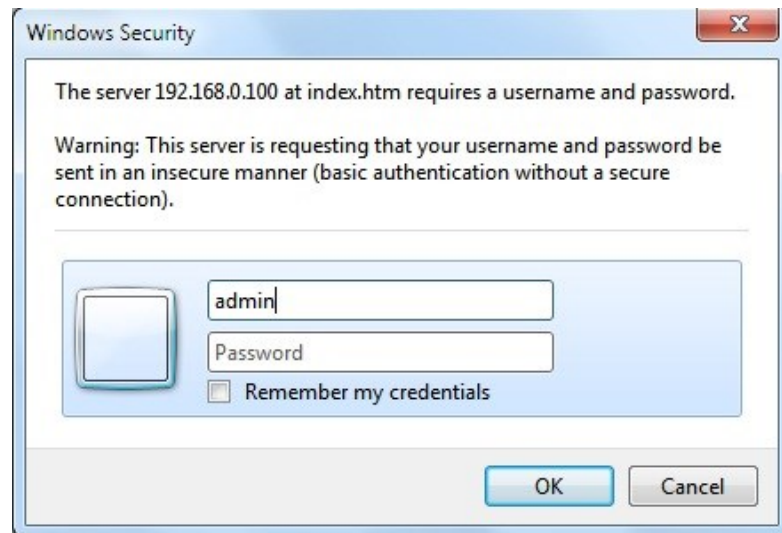 Windows Security
The server 192.168.0.100 at index.htm requires a username and password.
Warning: This server is requesting that your username and password be
sent in an insecure manner (basic authentication without a secure
connection).
admin
Password
Remember my credentials
OK
Cancel